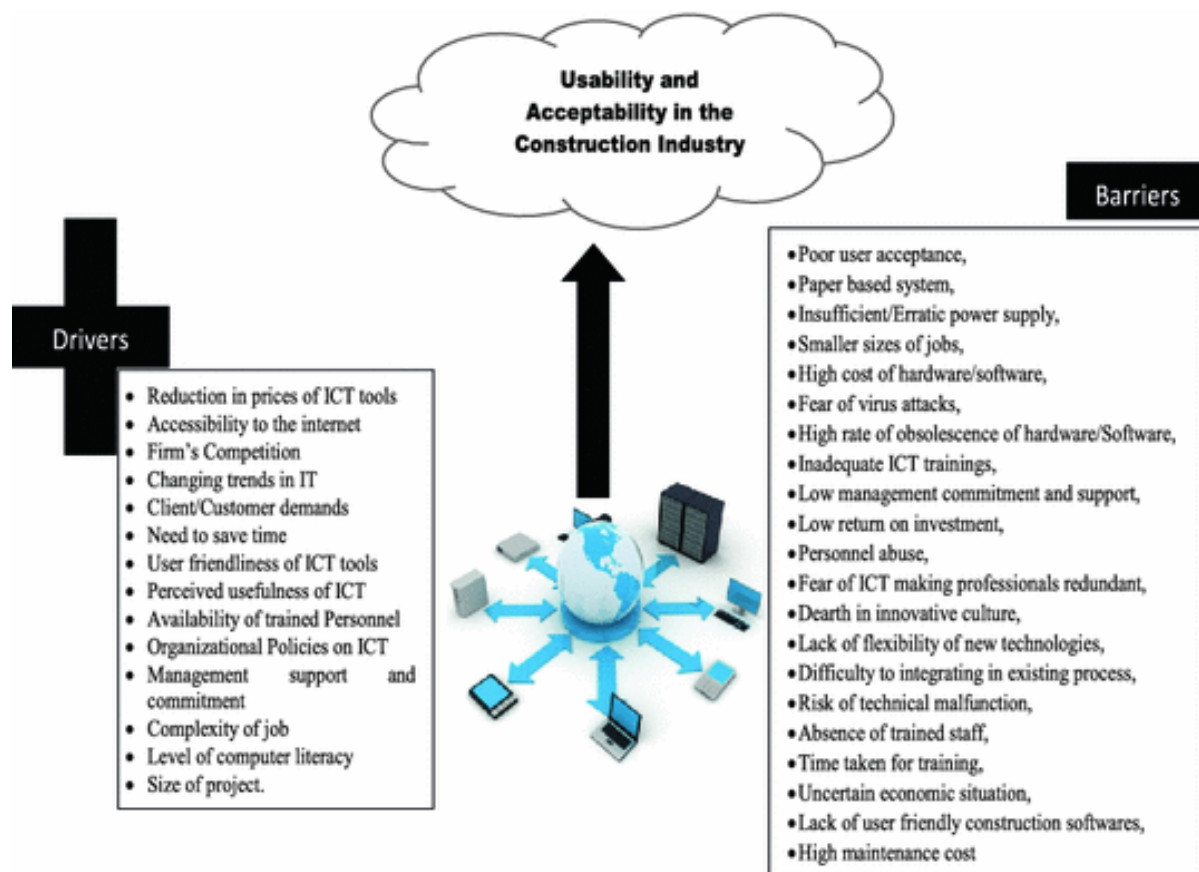 Usability and
Acceptability in the
Construction Industry
Drivers
• Reduction in prices of ICT tools
• Accessibility to the internet
• Firm's Competition
• Changing trends in IT
• Client/Customer demands
• Need to save time
• User friendliness of ICT tools
• Perceived usefulness of ICT
• Availability of trained Personnel
• Organizational Policies on ICT
• Management support and
commitment
• Complexity of job
• Level of computer literacy
• Size of project.
Barriers
•Poor user acceptance,
•Paper based system,
•Insufficient/Erratic power supply,
•Smaller sizes of jobs,
•High cost of hardware/software,
•Fear of virus attacks,
•High rate of obsolescence of hardware/Software,
•Inadequate ICT trainings,
•Low management commitment and support,
•Low return on investment,
•Personnel abuse,
•Fear of ICT making professionals redundant,
•Dearth in innovative culture,
•Lack of flexibility of new technologies,
•Difficulty to integrating in existing process,
•Risk of technical malfunction,
•Absence of trained staff,
•Time taken for training,
•Uncertain economic situation,
•Lack of user friendly construction softwares,
•High maintenance cost